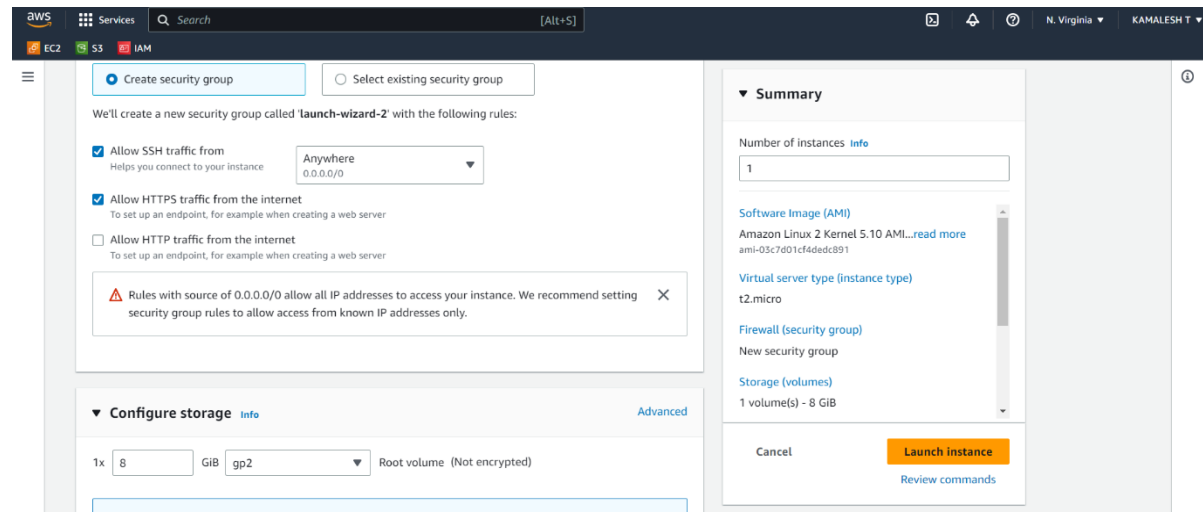 aws
Services
Search
[Alt+S]
N. Virginia
KAMALESH T
EC2
S3
IAM
Create security group
Select existing security group
We'll create a new security group called 'launch-wizard-2' with the following rules:
Allow SSH traffic from
Helps you connect to your instance
Anywhere
0.0.0.0/0
Allow HTTPS traffic from the internet
To set up an endpoint, for example when creating a web server
Allow HTTP traffic from the internet
To set up an endpoint, for example when creating a web server
Rules with source of 0.0.0.0/0 allow all IP addresses to access your instance. We recommend setting
security group rules to allow access from known IP addresses only.
Configure storage Info
Advanced
1x 8 GiB gp2 Root volume (Not encrypted)
Summary
Number of instances Info
1
Software Image (AMI)
Amazon Linux 2 Kernel 5.10 AMI...read more
ami-03c7d01cf4dedc891
Virtual server type (instance type)
t2.micro
Firewall (security group)
New security group
Storage (volumes)
1 volume(s) - 8 GiB
Cancel
Launch instance
Review commands